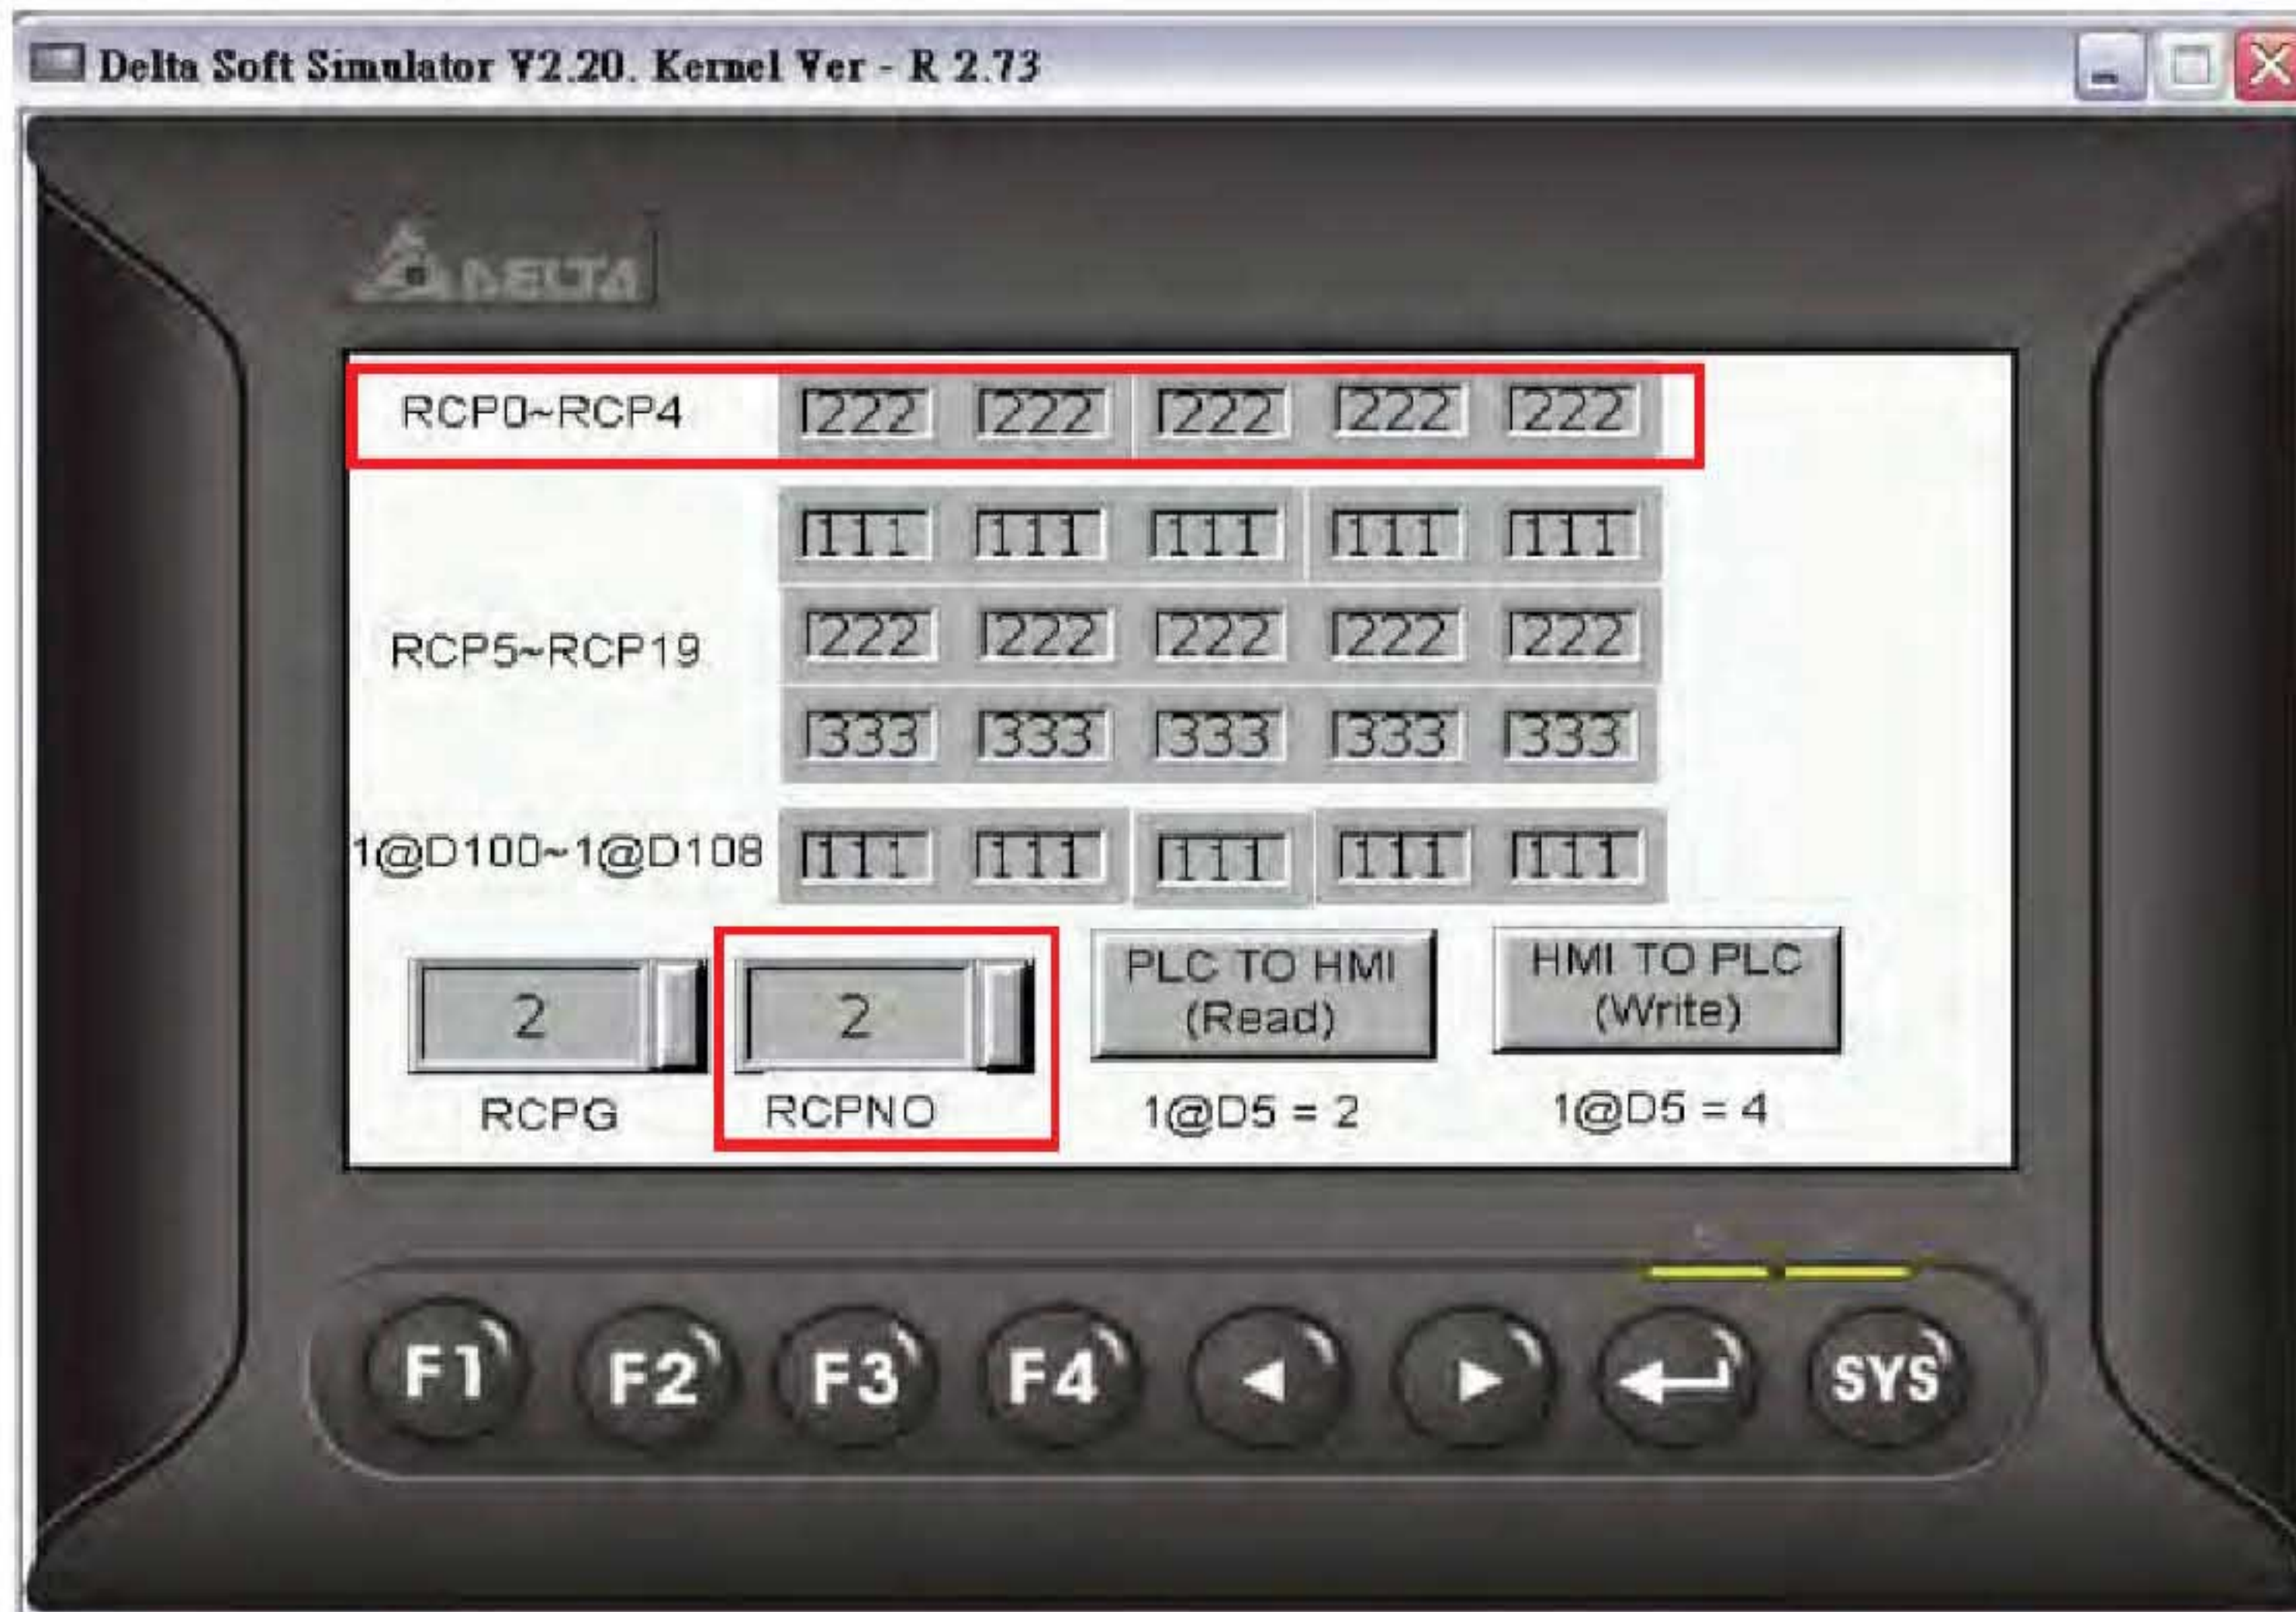 Delta Soft Simulator V2.20. Kernel Ver - R 2.73
DELTA
RCP0~RCP4 222 222 222 222 222
111 111 111 111 111
RCP5~RCP19 222 222 222 222 222
333 333 333 333 333
1@D100~1@D108 111 111 111 111 111
2 2 PLC TO HMI (Read) HMI TO PLC (Write)
RCPG RCPNO 1@D5 = 2 1@D5 = 4
F1 F2 F3 F4 SYS